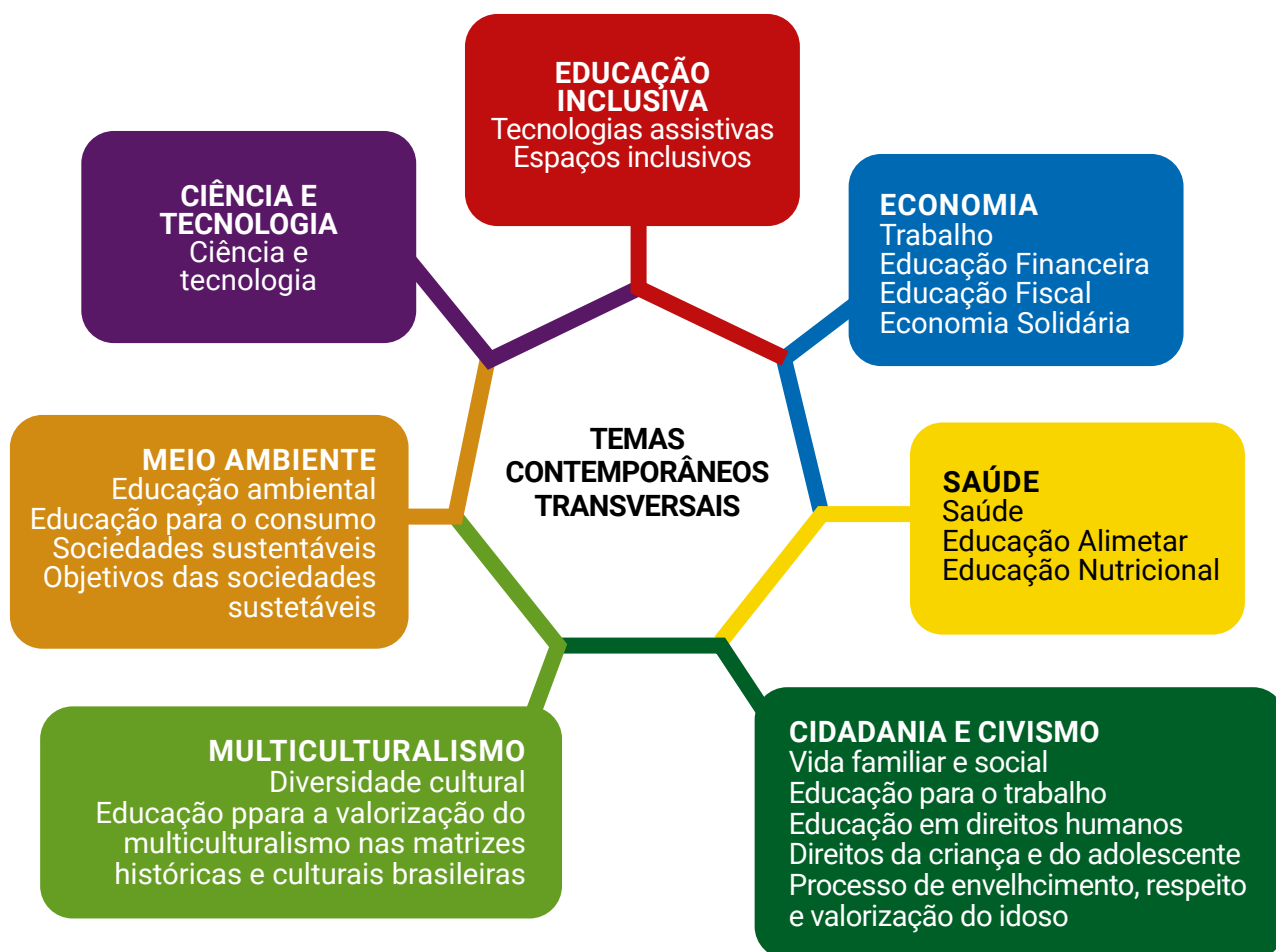 EDUCAÇÃO
INCLUSIVA
Tecnologias assistivas
Espaços inclusivos
CIÊNCIA E
TECNOLOGIA
Ciência e
tecnologia
ECONOMIA
Trabalho
Educação Financeira
Educação Fiscal
Economia Solidária
TEMAS
CONTEMPORÂNEOS
TRANSVERSAIS
MEIO AMBIENTE
Educação ambiental
Educação para o consumo
Sociedades sustentáveis
Objetivos das sociedades
sustetáveis
SAÚDE
Saúde
Educação Alimetar
Educação Nutricional
MULTICULTURALISMO
Diversidade cultural
Educação ppara a valorização do
multiculturalismo nas matrizes
históricas e culturais brasileiras
CIDADANIA E CIVISMO
Vida familiar e social
Educação para o trabalho
Educação em direitos humanos
Direitos da criança e do adolescente
Processo de envelhcimento, respeito
e valorização do idoso